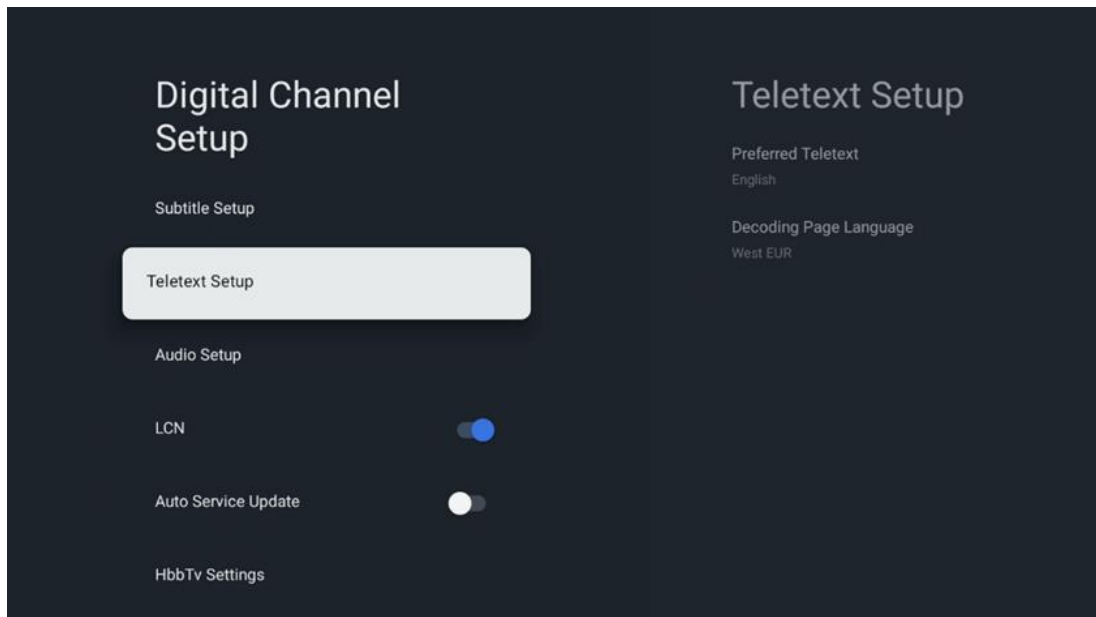 Digital Channel
Setup
Subtitle Setup
Teletext Setup
Audio Setup
LCN
Auto Service Update
HbbTv Settings
Teletext Setup
Preferred Teletext
English
Decoding Page Language
West EUR